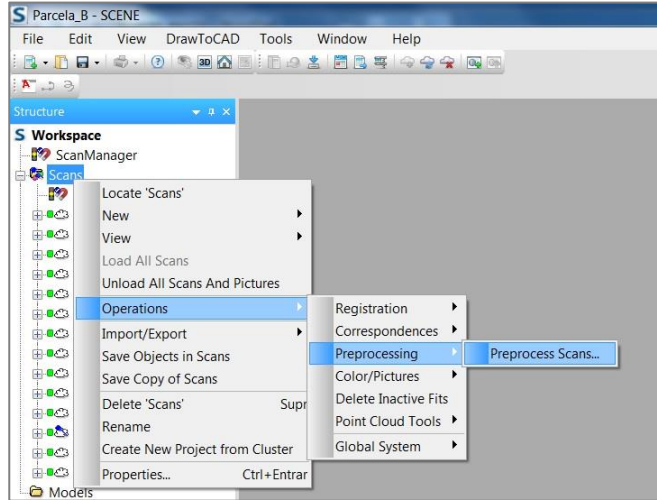 S Parcela_B - SCENE
File Edit View DrawToCAD Tools Window Help
3D
A
Structure
S Workspace
ScanManager
Scans
Locate 'Scans'
New
View
Load All Scans
Unload All Scans And Pictures
Operations
Import/Export
Save Objects in Scans
Save Copy of Scans
Delete 'Scans' Supr
Rename
Create New Project from Cluster
Properties... Ctrl+Entrar
Registration
Correspondences
Preprocessing
Color/Pictures
Delete Inactive Fits
Point Cloud Tools
Global System
Preprocess Scans...
Models